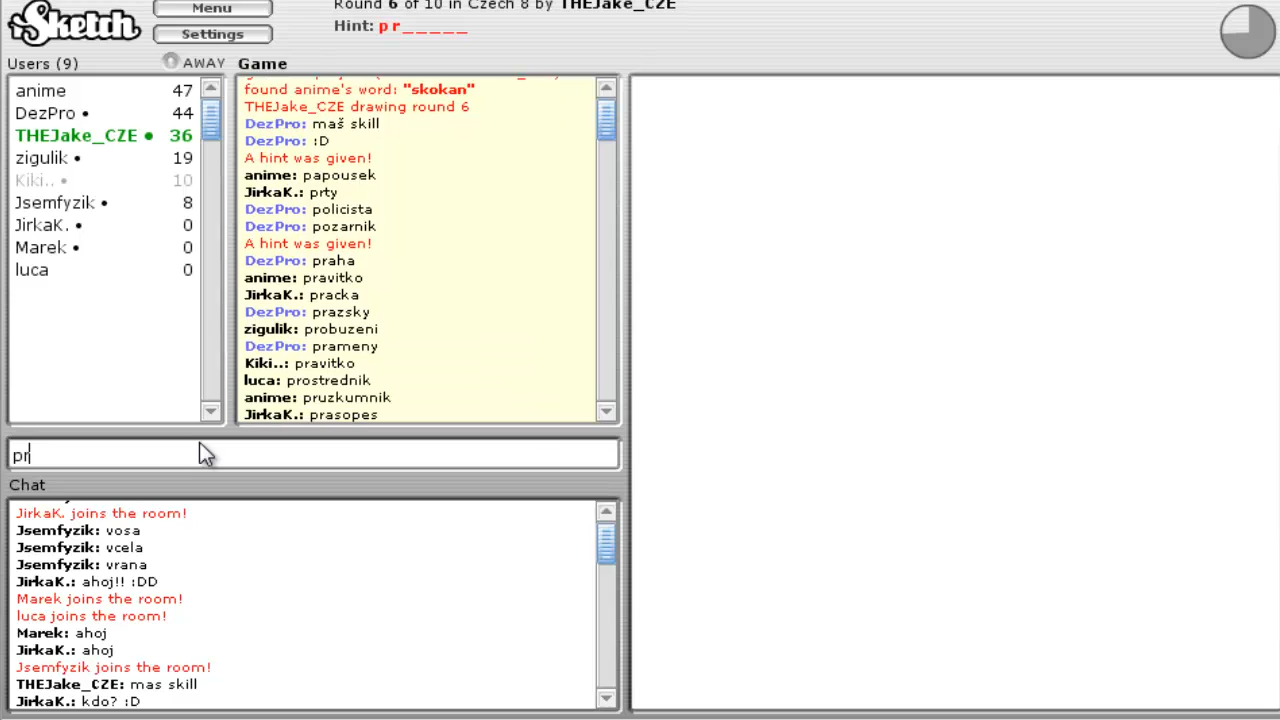 Sketch
Menu
Settings
Round 6 of 10 in Czech 8 by THEJake_CZE
Hint: pr_____
Users (9)
AWAY
Game
anime 47
DezPro • 44
THEJake_CZE • 36
zigulik • 19
Kiki.. • 10
Jsemfyzik • 8
JirkaK. • 0
Marek • 0
luca 0
found anime's word: "skokan"
THEJake_CZE drawing round 6
DezPro: maš skill
DezPro: :D
A hint was given!
anime: papousek
JirkaK.: prty
DezPro: policista
DezPro: pozarnik
A hint was given!
DezPro: praha
anime: pravitko
JirkaK.: pracka
DezPro: prazsky
zigulik: probuzeni
DezPro: prameny
Kiki..: pravitko
luca: prostrednik
anime: pruzkumnik
JirkaK.: prasopes
pr
Chat
JirkaK. joins the room!
Jsemfyzik: vosa
Jsemfyzik: vcela
Jsemfyzik: vrana
JirkaK.: ahoj!! :DD
Marek joins the room!
luca joins the room!
Marek: ahoj
JirkaK.: ahoj
Jsemfyzik joins the room!
THEJake_CZE: mas skill
JirkaK.: kdo? :D